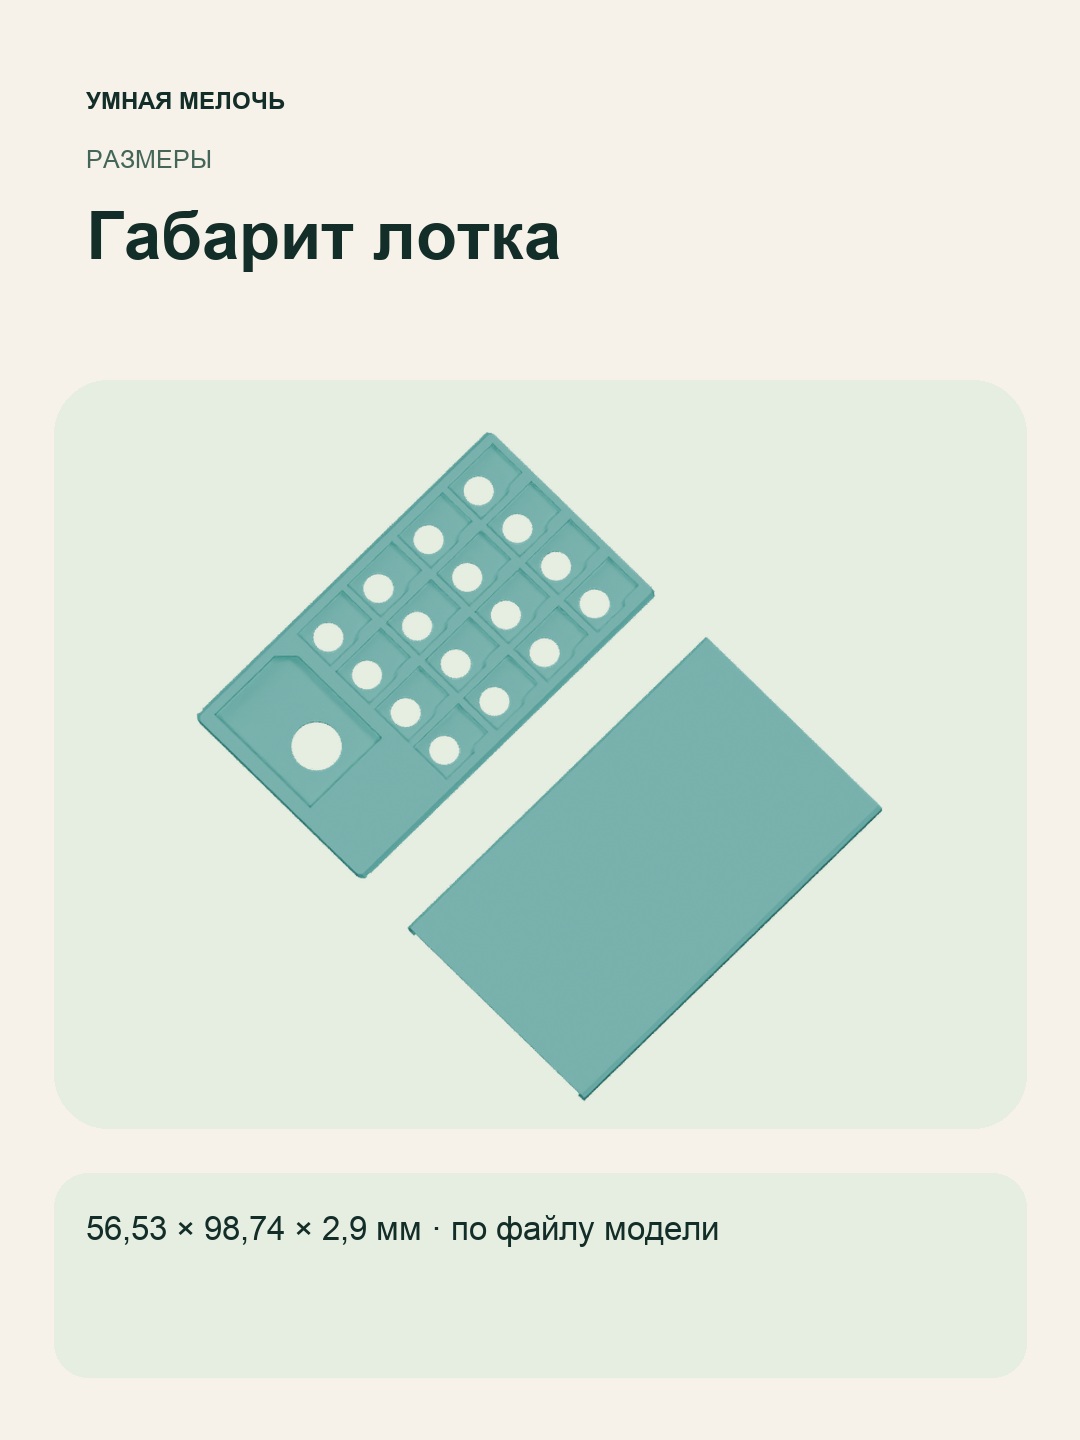 УМНАЯ МЕЛОЧЬ
РАЗМЕРЫ
Габарит лотка
56,53 × 98,74 × 2,9 мм · по файлу модели